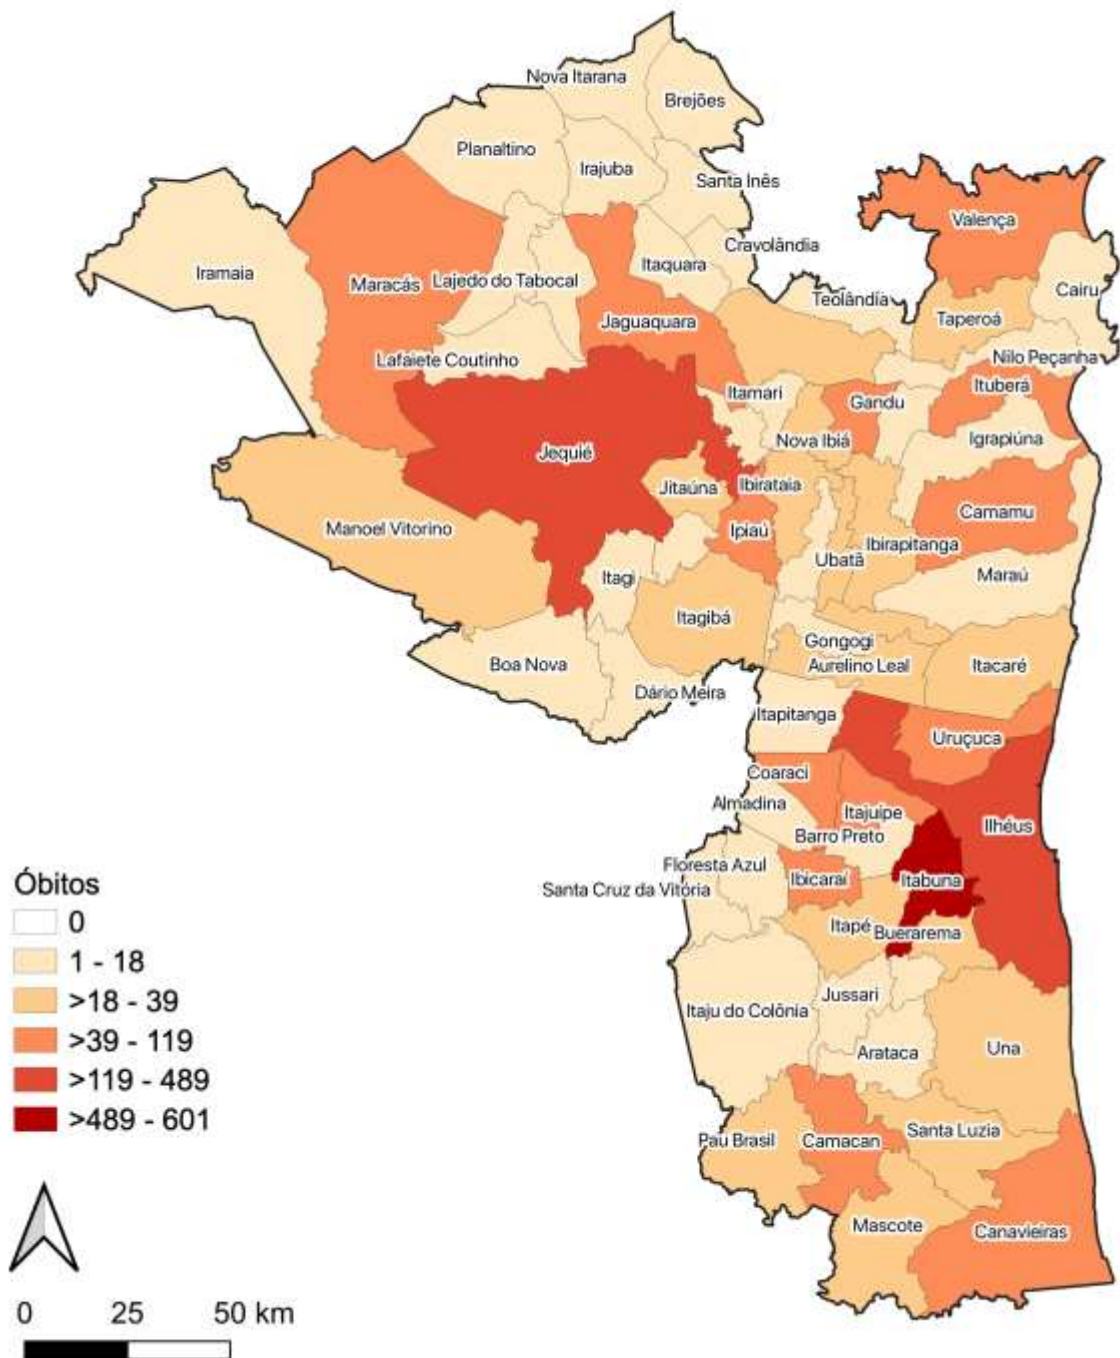 Nova Itarana
Brejões
Planaltino
Irajuba
Santa Inês
Valença
Cravolândia
Iramaia
Maracás
Lajedo do Tabocal
Itaquara
Cairu
Teolândia
Jaguaquara
Taperoá
Lafaiete Coutinho
Nilo Peçanha
Itamari
Gandu
Ituberá
Nova Ibiá
Igrapiúna
Jequié
Jitaúna
Ibirataia
Camamu
Manoel Vitorino
Ipiaú
Ibirapitanga
Ubatã
Itagi
Maraú
Itagibá
Gongogi
Boa Nova
Aurelino Leal
Itacaré
Dário Meira
Itapitanga
Uruçuca
Coaraci
Almadina
Itajuípe
Ilhéus
Barro Preto
Floresta Azul
Ibicaraí
Itabuna
Santa Cruz da Vitória
Itapé
Buerarema
Jussari
Itaju do Colônia
Arataca
Una
Pau Brasil
Camacan
Santa Luzia
Mascote
Canavieiras
Óbitos
0
1 - 18
>18 - 39
>39 - 119
>119 - 489
>489 - 601
0 25 50 km